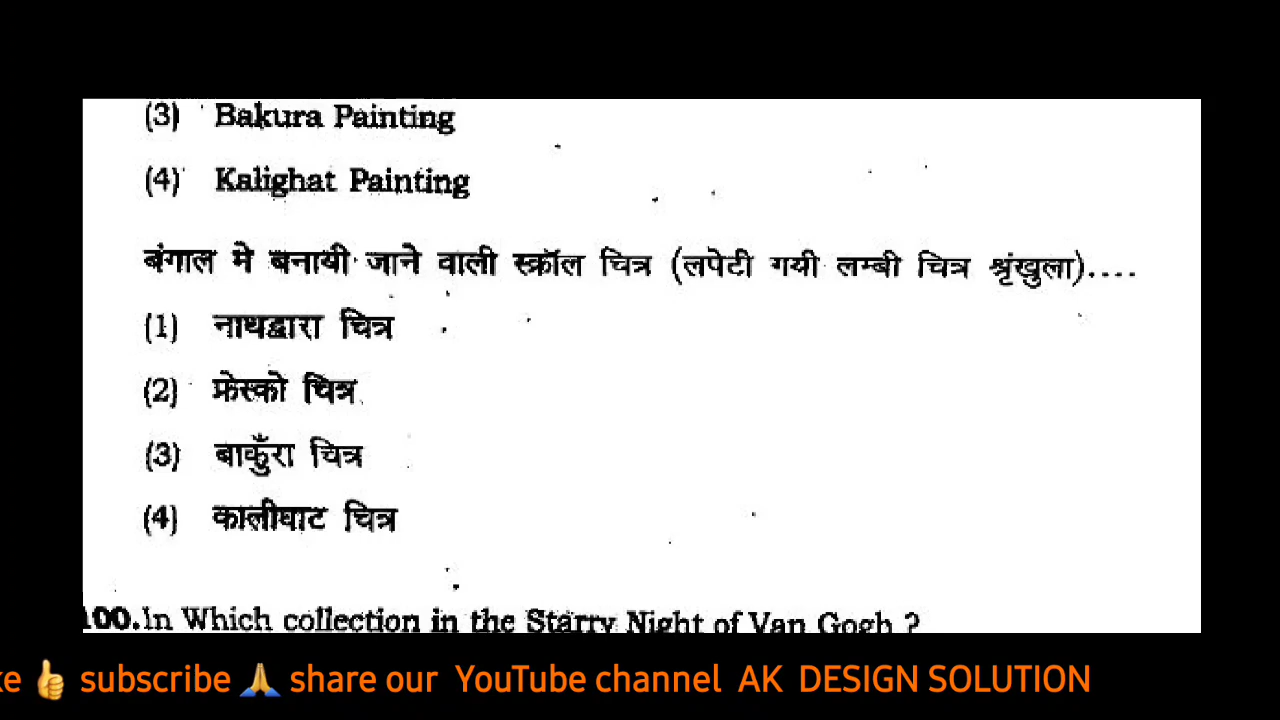 (3) Bakura Painting
(4) Kalighat Painting
बंगाल मे बनायी जाने वाली स्क्रॉल चित्र (लपेटी गयी लम्बी चित्र श्रृंखुला)....
(1) नाथद्वारा चित्र
(2) फ्रेस्को चित्र
(3) बाकुँरा चित्र
(4) कालीघाट चित्र
100. In Which collection in the Starry Night of Van Gogh ?
ke 👍 subscribe 🙏 share our YouTube channel AK DESIGN SOLUTION